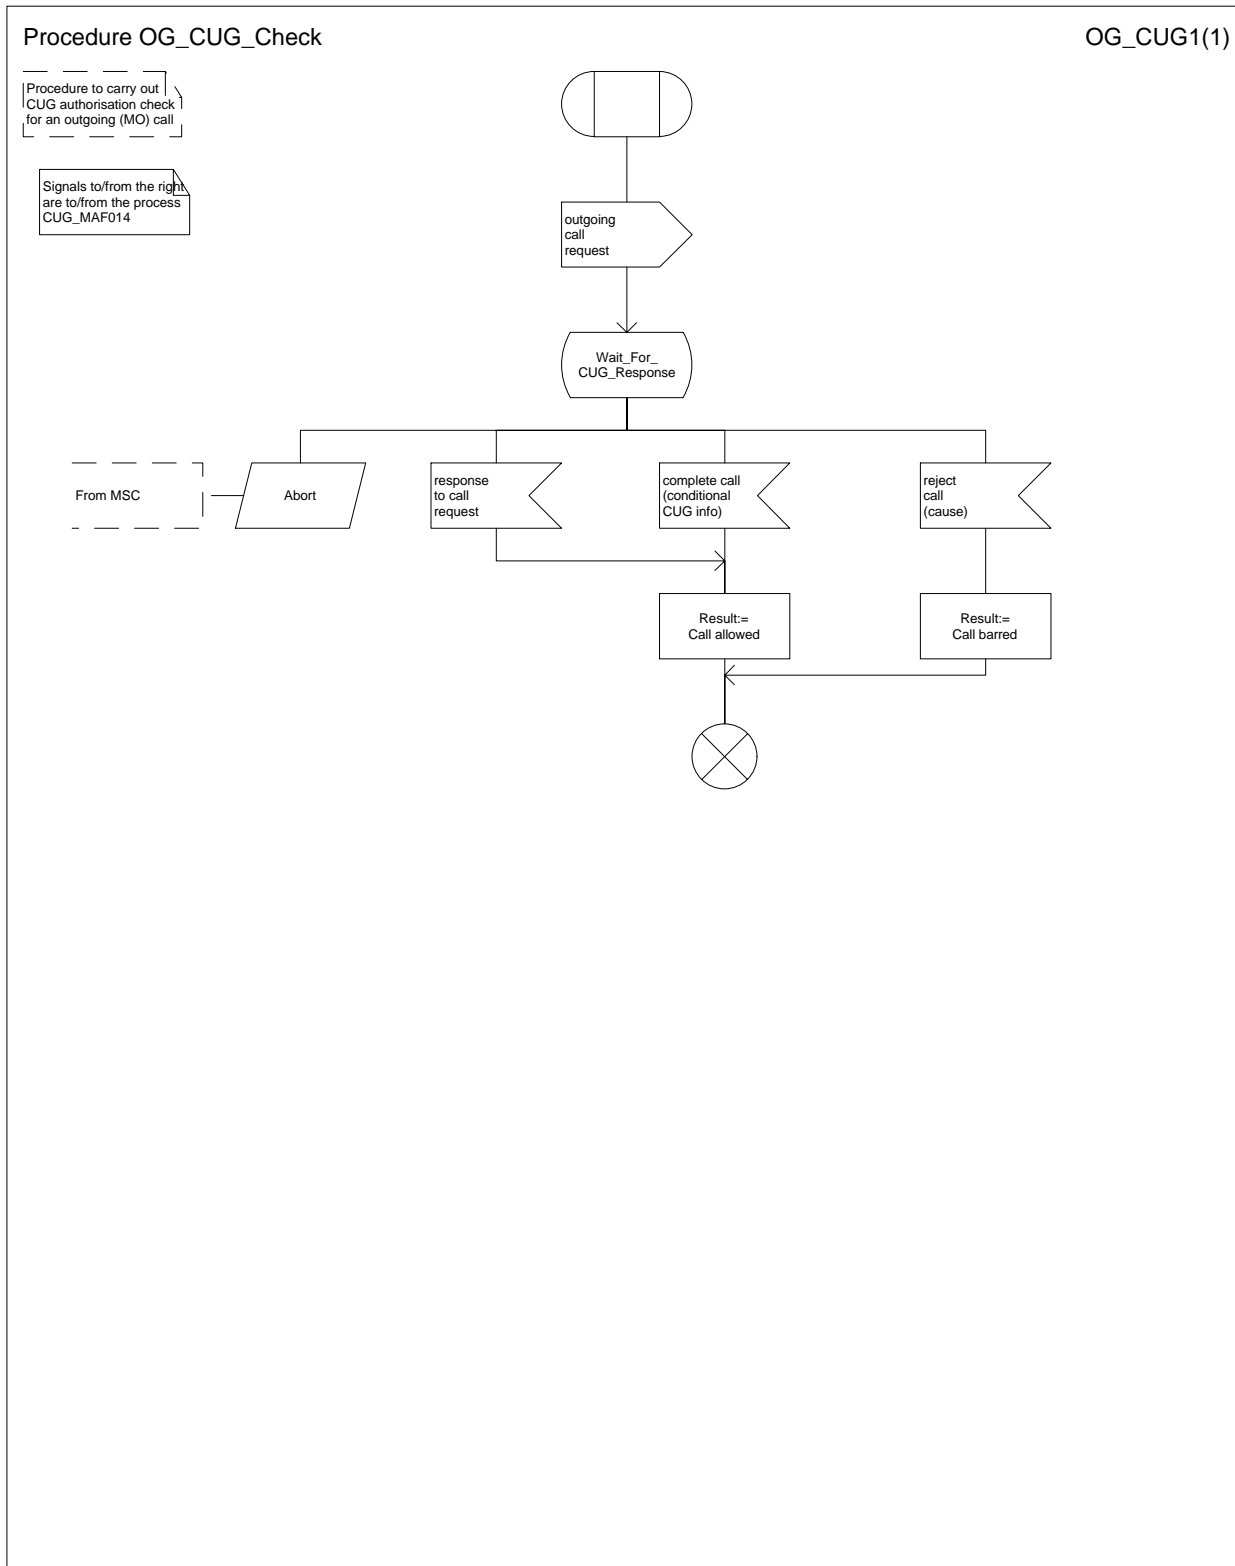 Procedure OG_CUG_Check
OG_CUG1(1)
Procedure to carry out
CUG authorisation check
for an outgoing (MO) call
Signals to/from the right
are to/from the process
CUG_MAF014
outgoing
call
request
Wait_For_
CUG_Response
From MSC
Abort
response
to call
request
complete call
(conditional
CUG info)
reject
call
(cause)
Result:=
Call allowed
Result:=
Call barred